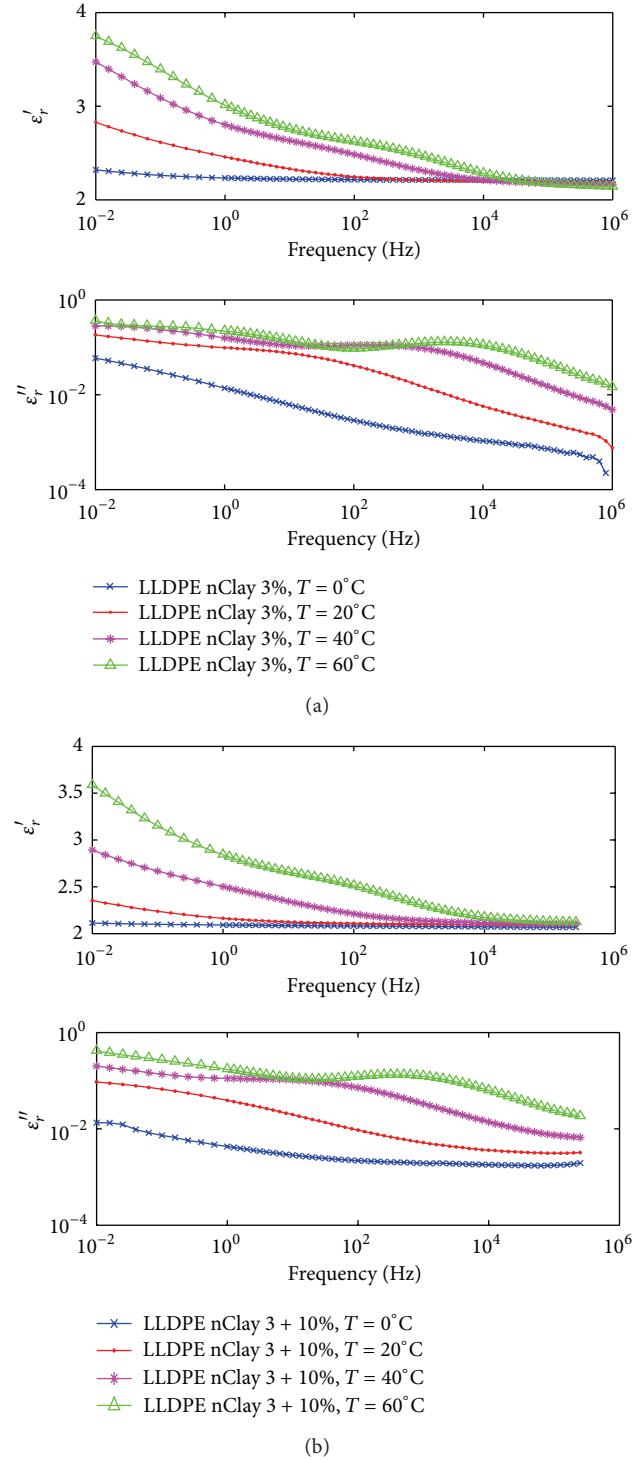 4
3
2
ε′r
10⁻² 10⁰ 10² 10⁴ 10⁶
Frequency (Hz)
10⁰
10⁻²
10⁻⁴
ε″r
10⁻² 10⁰ 10² 10⁴ 10⁶
Frequency (Hz)
LLDPE nClay 3%, T = 0°C
LLDPE nClay 3%, T = 20°C
LLDPE nClay 3%, T = 40°C
LLDPE nClay 3%, T = 60°C
(a)
4
3.5
3
2.5
2
ε′r
10⁻² 10⁰ 10² 10⁴ 10⁶
Frequency (Hz)
10⁰
10⁻²
10⁻⁴
ε″r
10⁻² 10⁰ 10² 10⁴ 10⁶
Frequency (Hz)
LLDPE nClay 3 + 10%, T = 0°C
LLDPE nClay 3 + 10%, T = 20°C
LLDPE nClay 3 + 10%, T = 40°C
LLDPE nClay 3 + 10%, T = 60°C
(b)